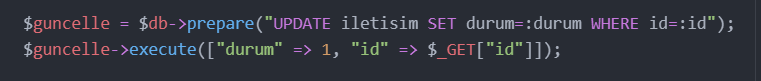 $guncelle = $db->prepare("UPDATE iletisim SET durum=:durum WHERE id=:id");
$guncelle->execute(["durum" => 1, "id" => $_GET["id"]]);